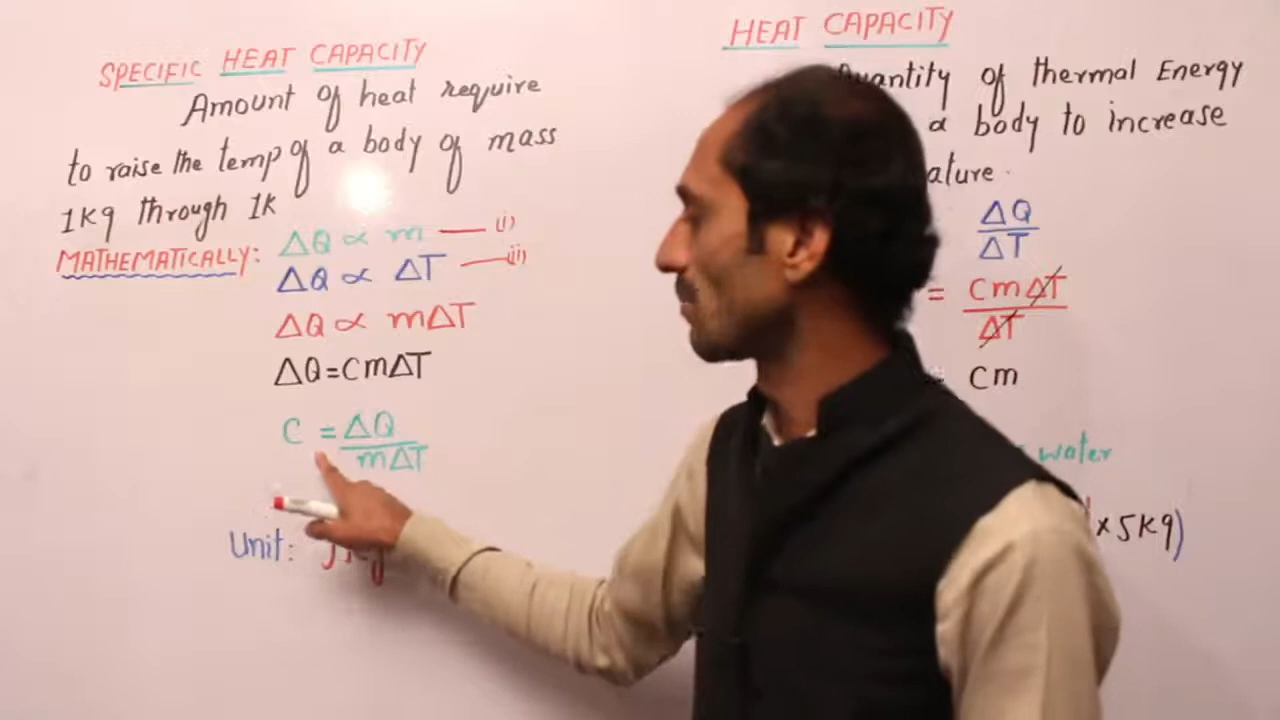 SPECIFIC HEAT CAPACITY
Amount of heat require
to raise the temp of a body of mass
1Kg through 1K
MATHEMATICALLY:
ΔQ ∝ m — (i)
ΔQ ∝ ΔT — (ii)
ΔQ ∝ mΔT
ΔQ = CmΔT
C = ΔQ
mΔT
Unit:
HEAT CAPACITY
Quantity of thermal Energy
a body to increase
ΔQ
ΔT
= CmΔT
ΔT
= Cm
water
×5Kg)